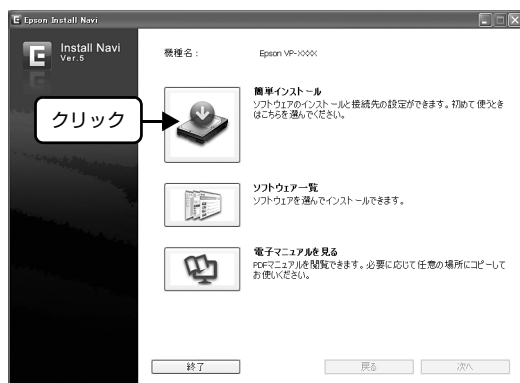 Epson Install Navi
Install Navi
Ver.5
機種名：
Epson VP-XXXX
簡単インストール
ソフトウェアのインストールと接続先の設定ができます。初めて使うとき
はこちらを選んでください。
クリック
ソフトウェア一覧
ソフトウェアを選んでインストールできます。
電子マニュアルを見る
PDFマニュアルを閲覧できます。必要に応じて任意の場所にコピーして
お使いください。
終了
戻る
次へ